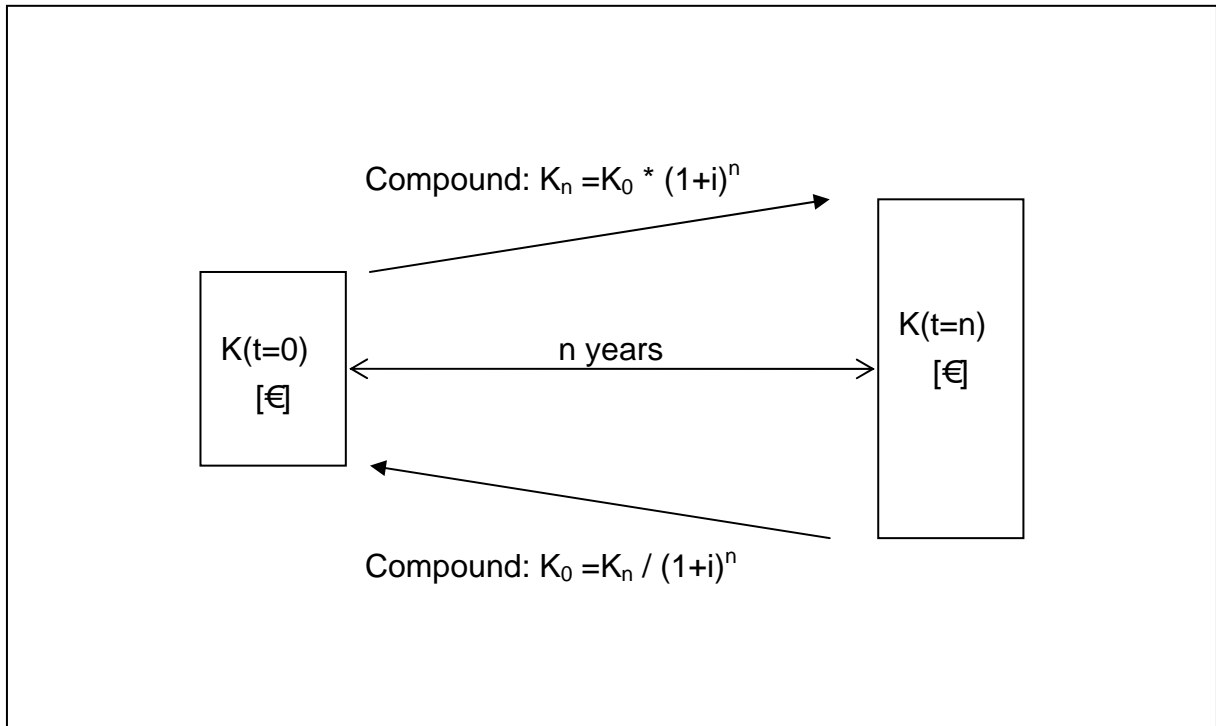 Compound: Kₙ =K₀ * (1+i)ⁿ
K(t=0)
[€]
n years
K(t=n)
[€]
Compound: K₀ =Kₙ / (1+i)ⁿ